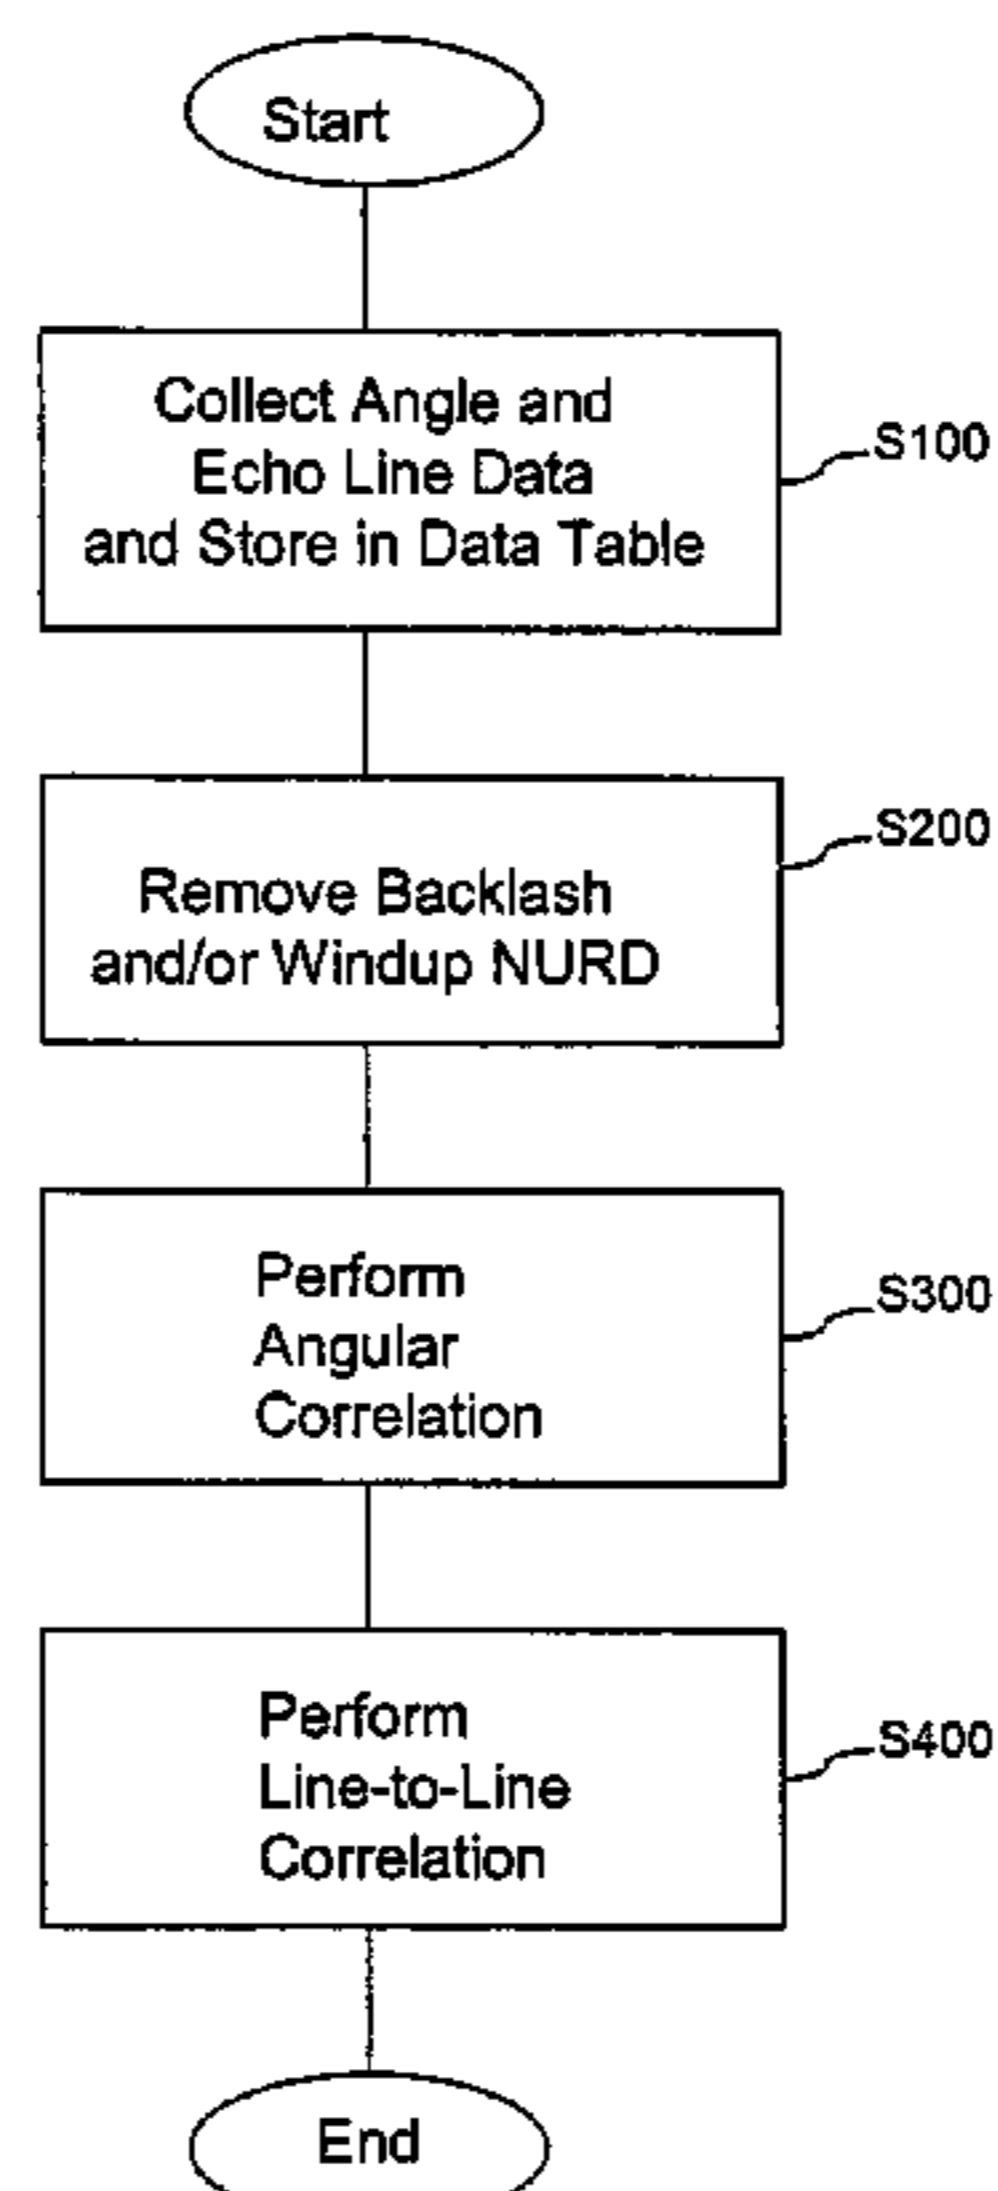 Start
Collect Angle and
Echo Line Data
and Store in Data Table
S100
Remove Backlash
and/or Windup NURD
S200
Perform
Angular
Correlation
S300
Perform
Line-to-Line
Correlation
S400
End